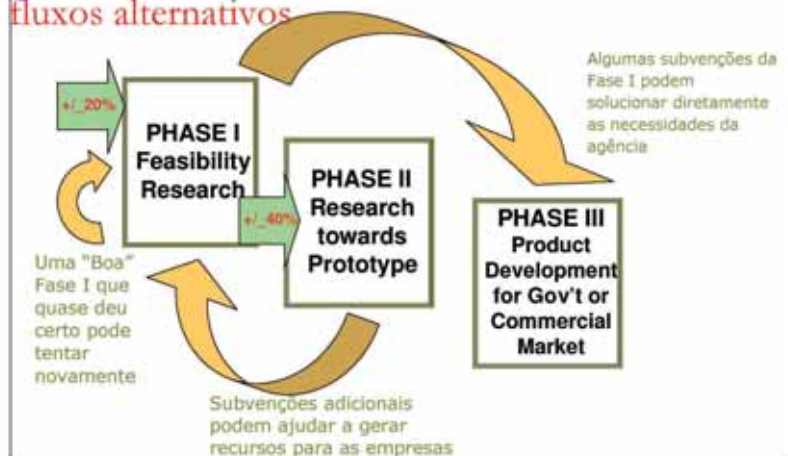 fluxos alternativos
Algumas subvenções da
Fase I podem
solucionar diretamente
as necessidades da
agência
+/_20%
PHASE I
Feasibility
Research
+/_40%
PHASE II
Research
towards
Prototype
PHASE III
Product
Development
for Gov't or
Commercial
Market
Uma "Boa"
Fase I que
quase deu
certo pode
tentar
novamente
Subvenções adicionais
podem ajudar a gerar
recursos para as empresas